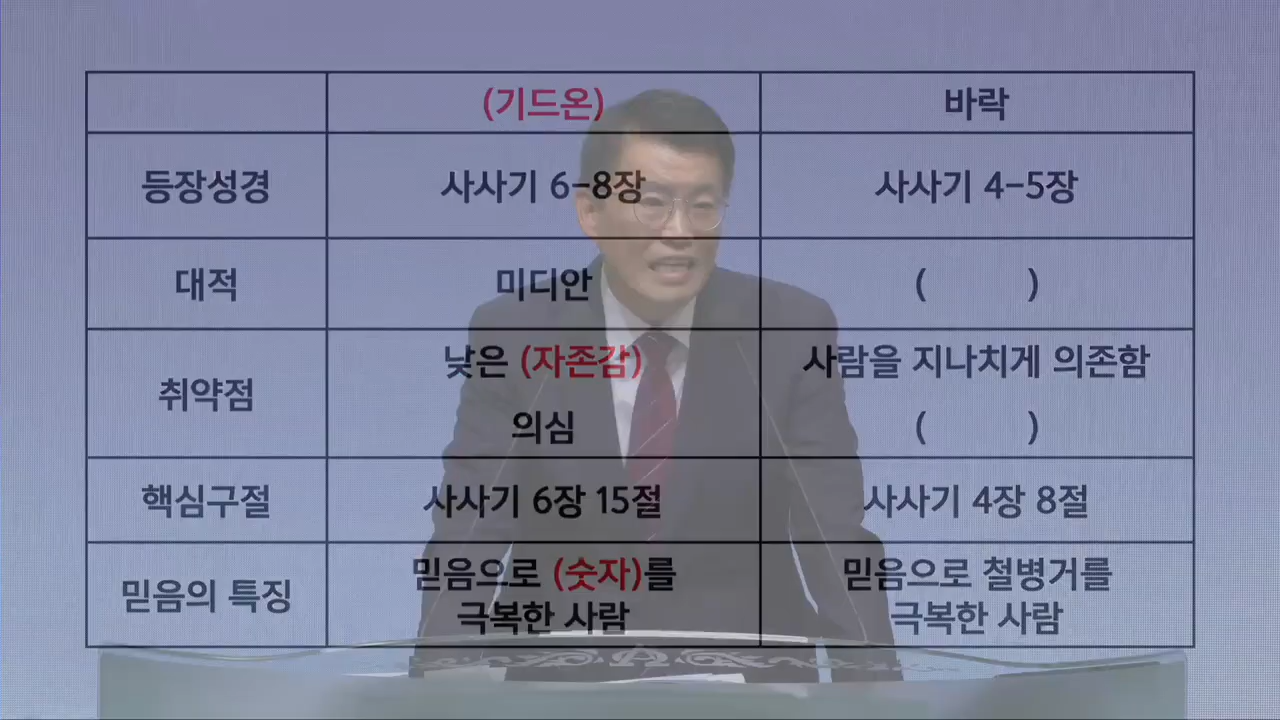 (기드온) 바락
등장성경 사사기 6-8장 사사기 4-5장
대적 미디안 ( )
취약점 낮은 (자존감) 사람을 지나치게 의존함
의심 ( )
핵심구절 사사기 6장 15절 사사기 4장 8절
믿음의 특징 믿음으로 (숫자)를 믿음으로 철병거를
극복한 사람 극복한 사람